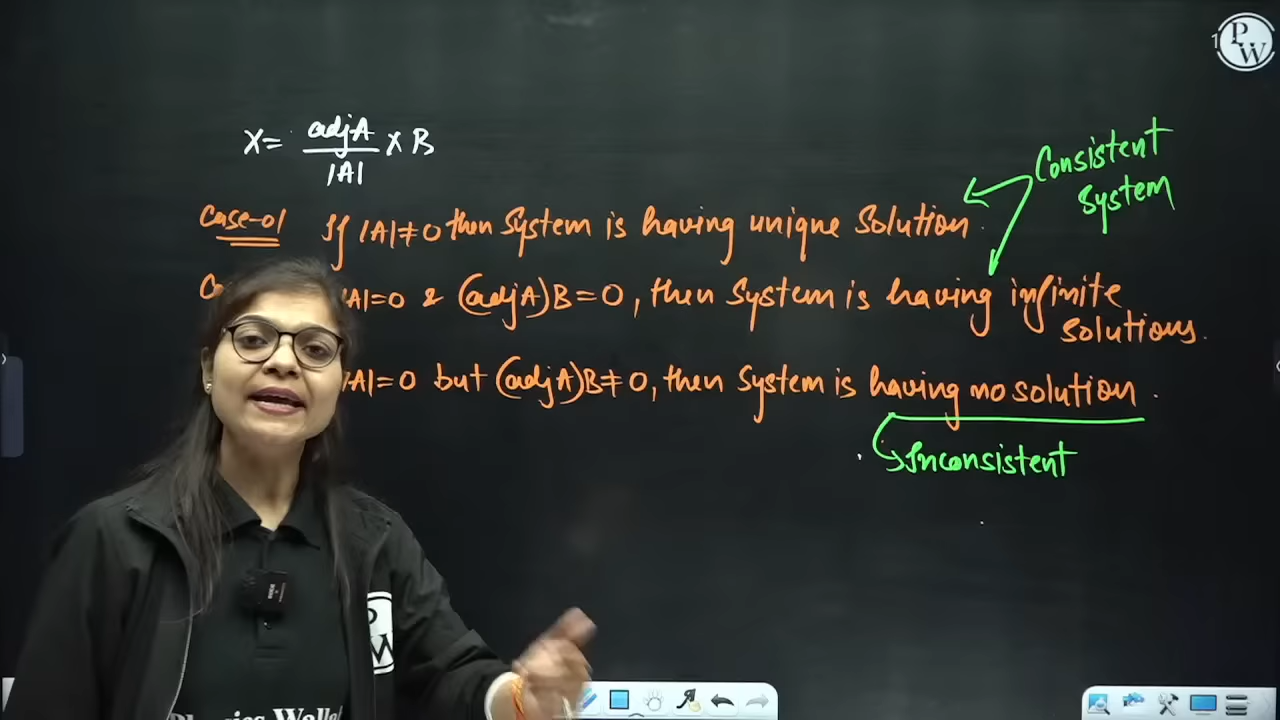 P
W
X = adjA / |A| × B
Consistent
System
Case-01 If |A|≠0 then System is having unique Solution.
|A|=0 & (adjA)B=0, then System is having infinite
solutions.
|A|=0 but (adjA)B≠0, then System is having no solution.
Inconsistent
P
W